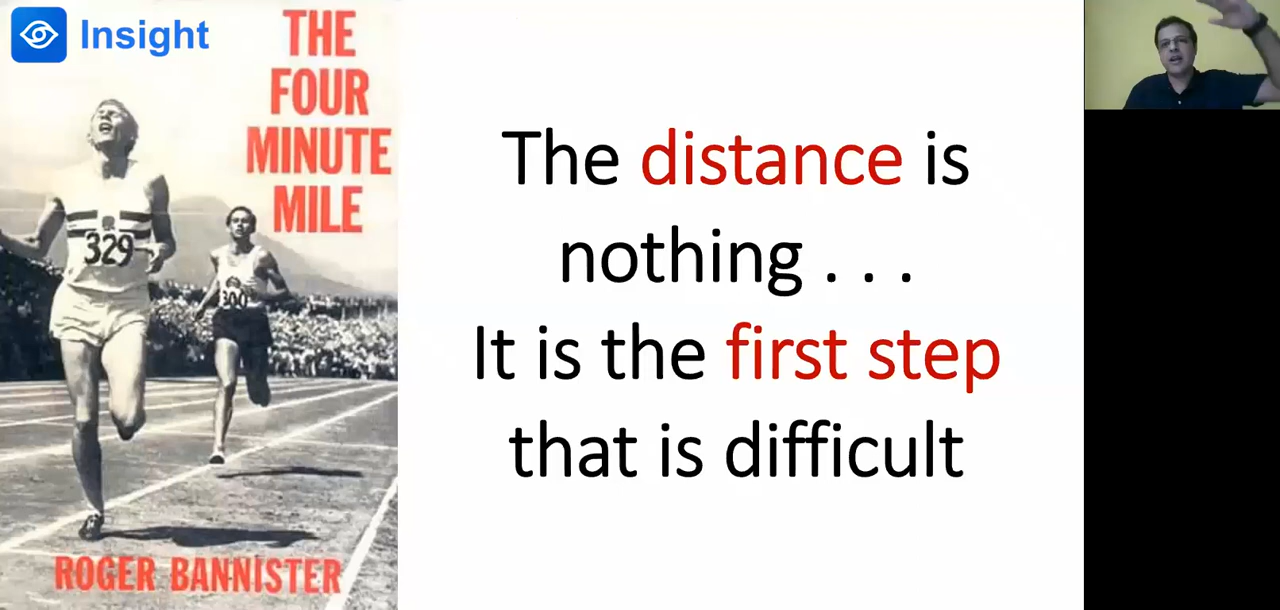 Insight
THE
FOUR
MINUTE
MILE
329
300
ROGER BANNISTER
The distance is
nothing . . .
It is the first step
that is difficult